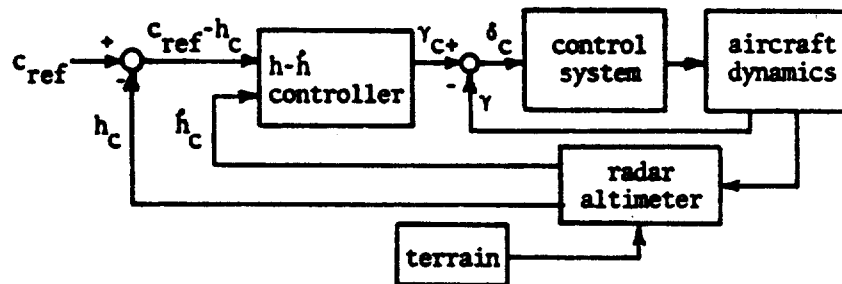 c_ref
+
-
c_ref-h_c
h-ḣ
controller
γ_c+
-
δ_c
control
system
aircraft
dynamics
γ
h_c
ḣ_c
radar
altimeter
terrain